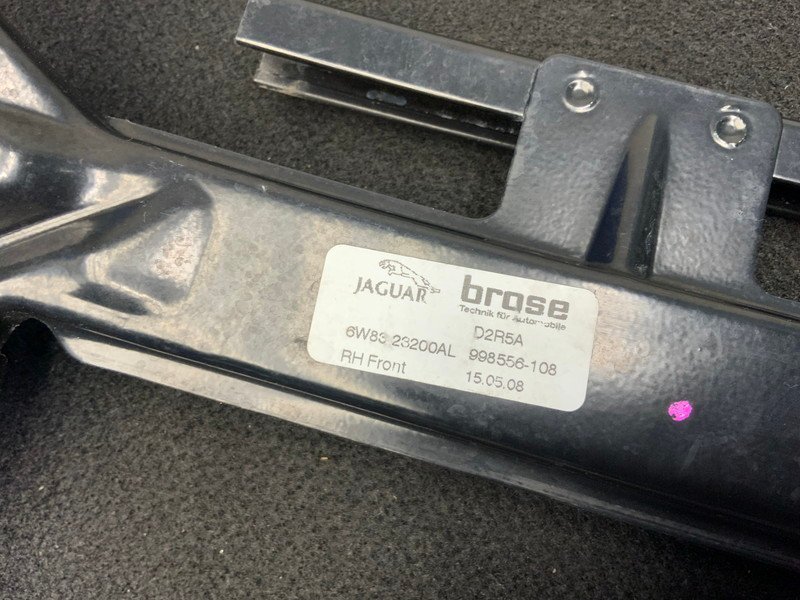 JAGUAR
brose
Technik für Automobile
D2R5A
6W83 23200AL 998556-108
RH Front 15.05.08